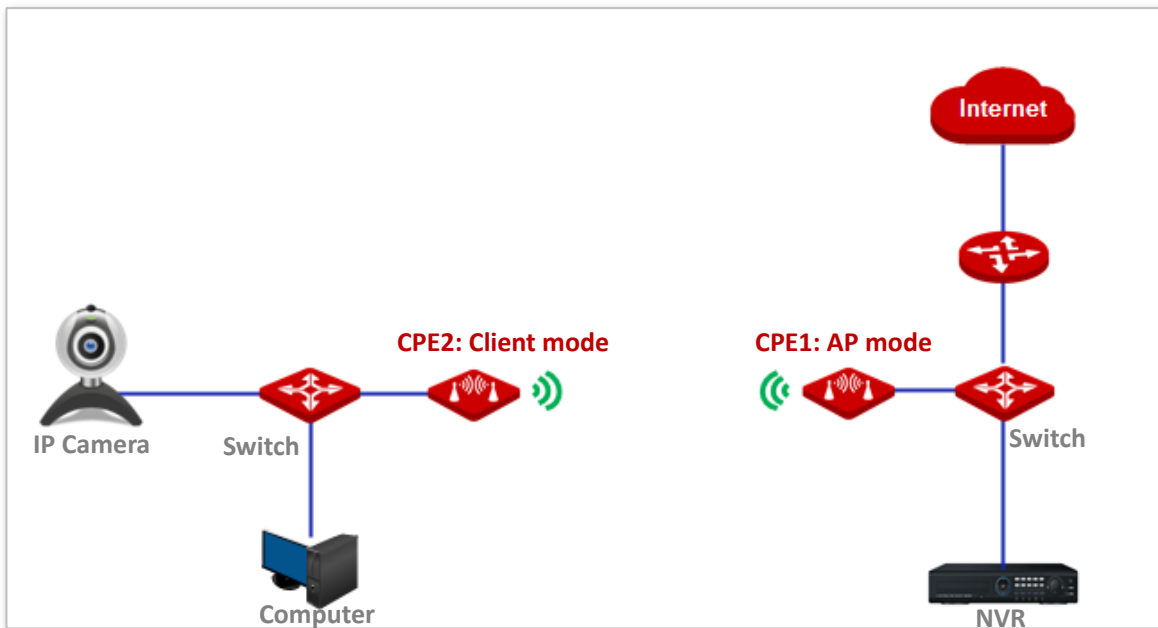 Internet
CPE2: Client mode
CPE1: AP mode
IP Camera
Switch
Switch
Computer
NVR